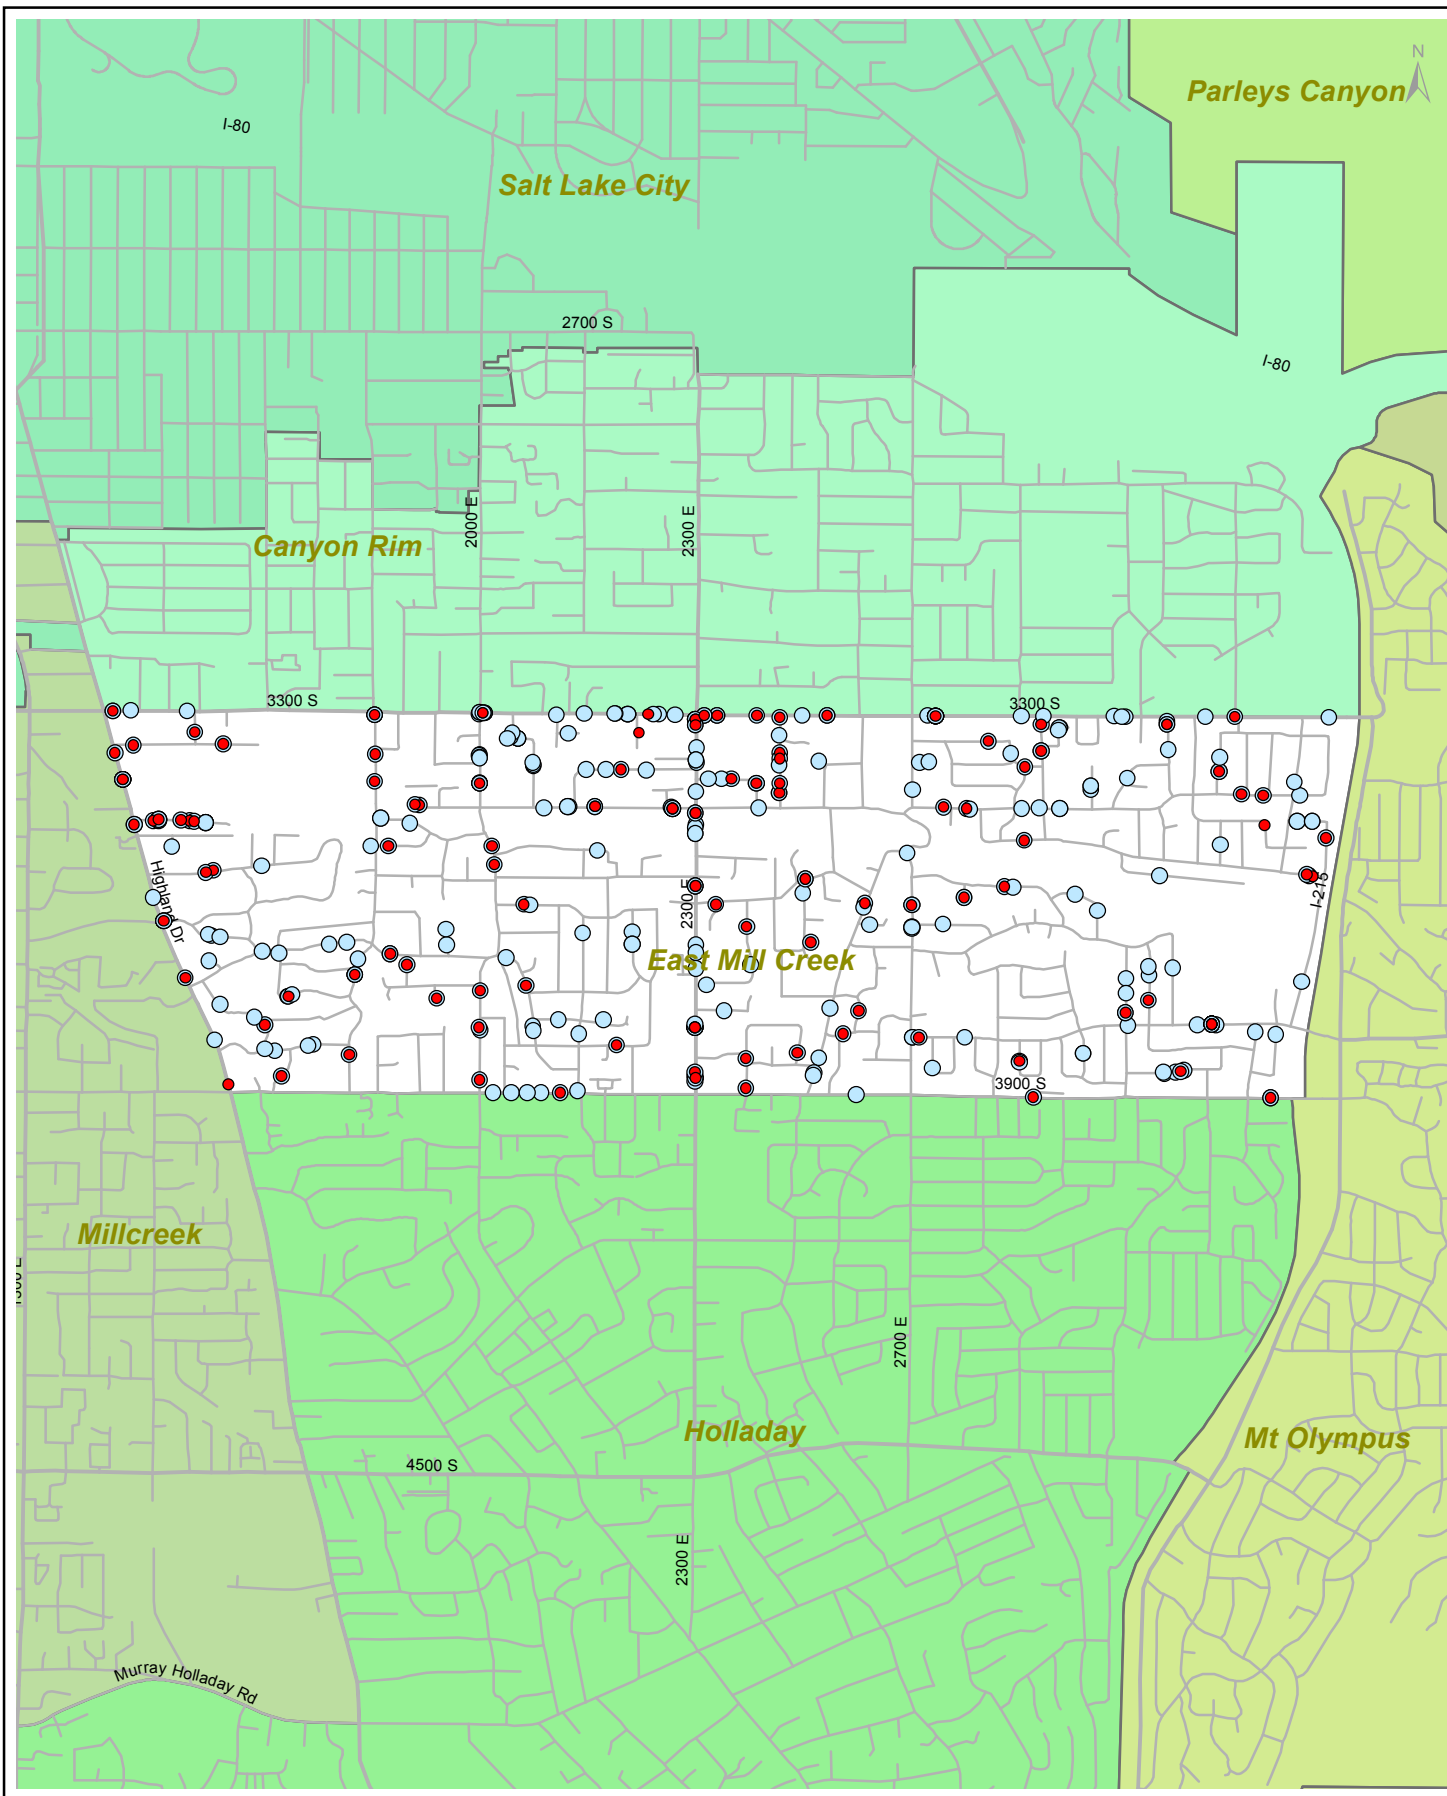 N
Parleys Canyon
I-80
Salt Lake City
2700 S
I-80
2000 E
2300 E
Canyon Rim
3300 S
3300 S
Highland Dr
2300 E
I-215
East Mill Creek
3900 S
Millcreek
1300 E
2700 E
Holladay
Mt Olympus
4500 S
2300 E
Murray Holladay Rd